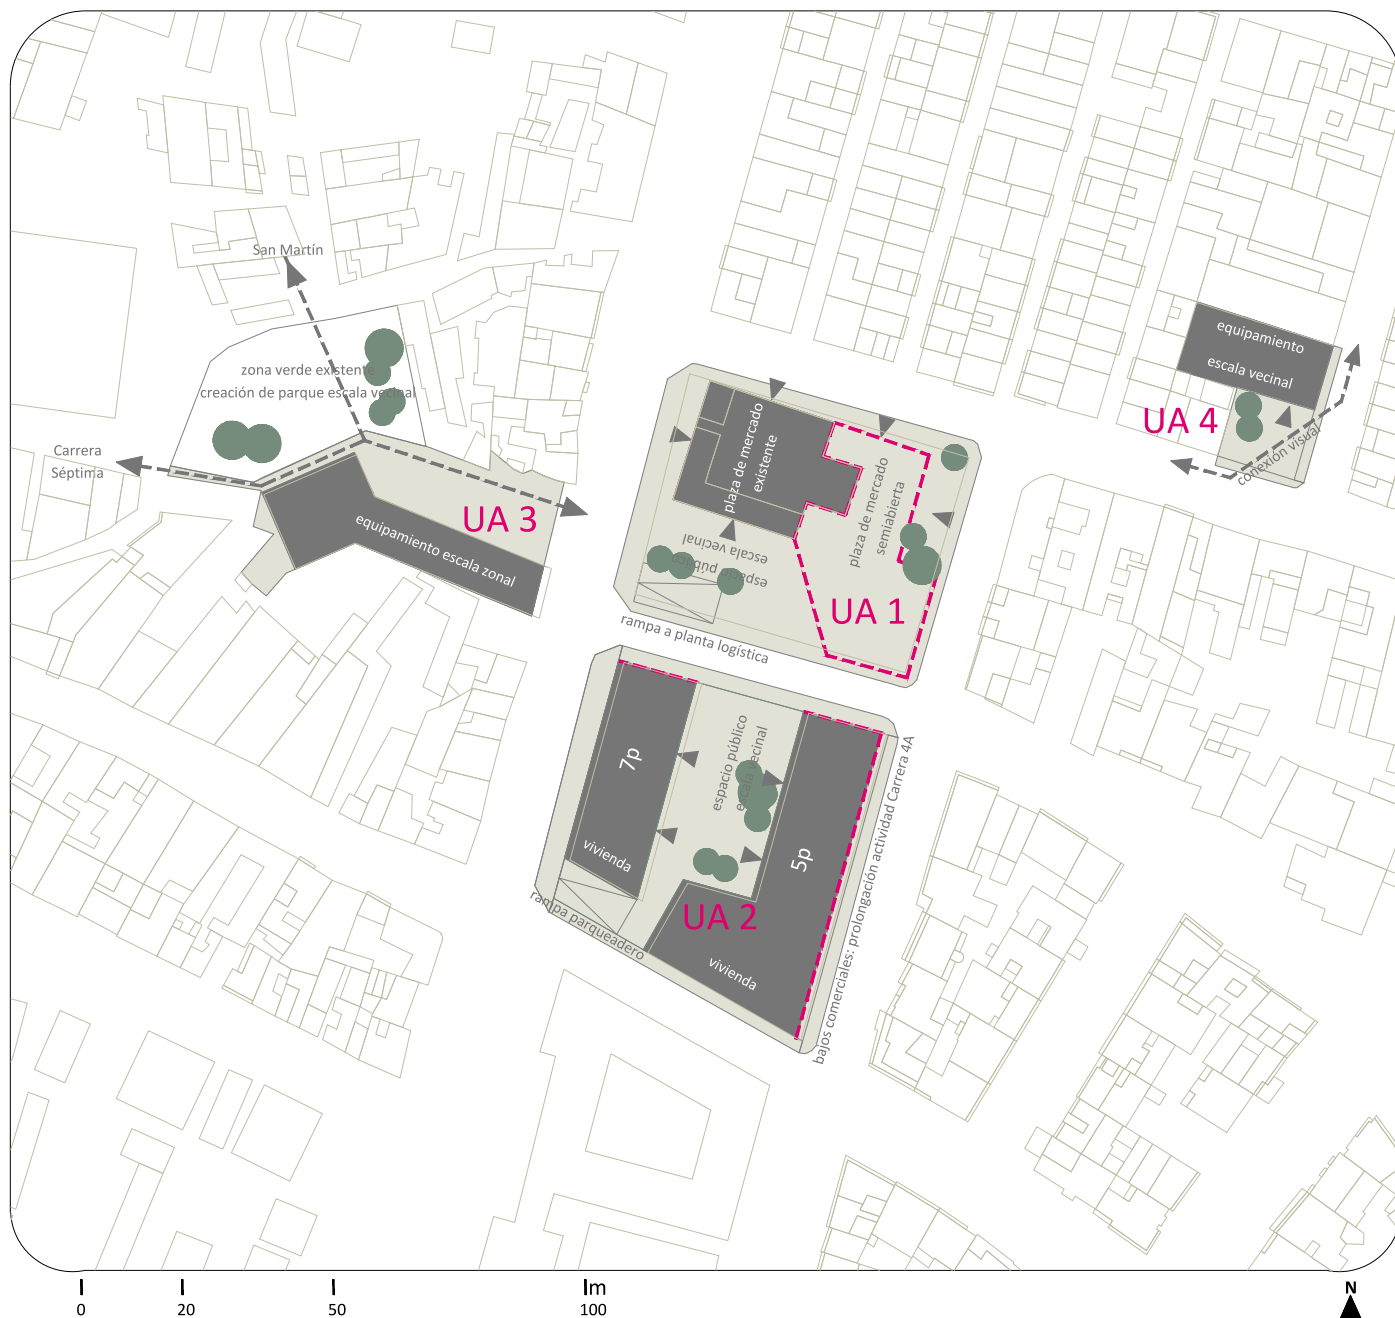 San Martín
zona verde existente
creación de parque escala vecinal
Carrera
Séptima
UA 3
equipamiento escala zonal
plaza de mercado
existente
plaza de mercado
semiabierta
espacio público
escala vecinal
UA 1
rampa a planta logística
equipamiento
escala vecinal
UA 4
conexión visual
7p
vivienda
espacio público
escala vecinal
5p
UA 2
vivienda
rampa parqueadero
bajos comerciales: prolongación actividad Carrera 4A
0
20
50
m
100
N